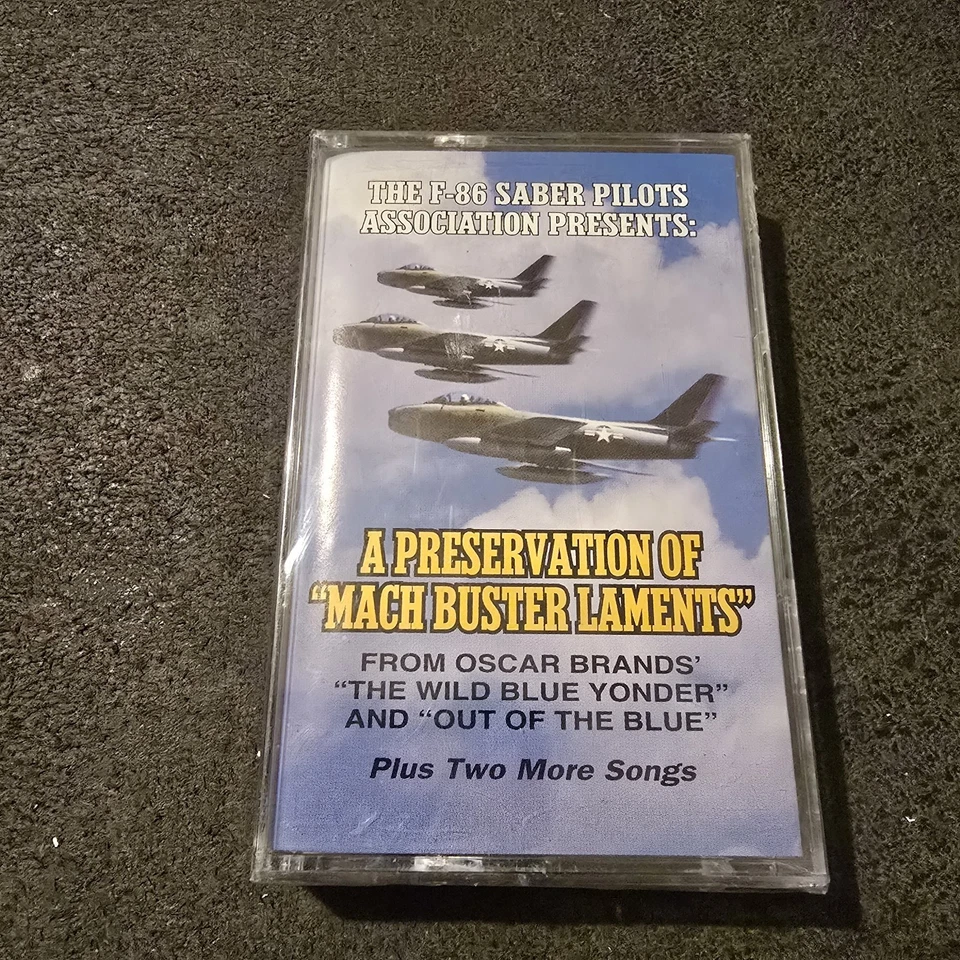 THE F-86 SABER PILOTS
ASSOCIATION PRESENTS:
A PRESERVATION OF
"MACH BUSTER LAMENTS"
FROM OSCAR BRANDS'
"THE WILD BLUE YONDER"
AND "OUT OF THE BLUE"
Plus Two More Songs